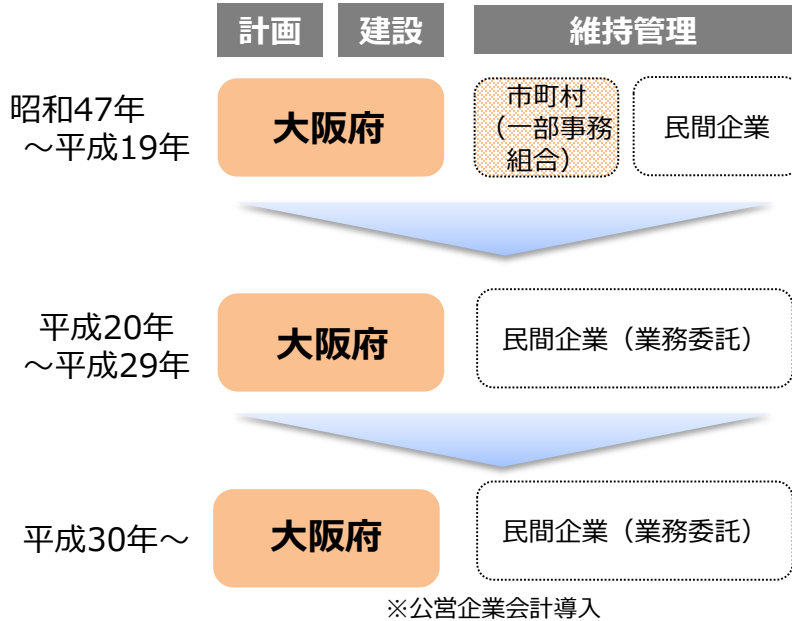 計画 建設 維持管理
昭和47年
～平成19年
大阪府
市町村
（一部事務
組合）
民間企業
平成20年
～平成29年
大阪府
民間企業（業務委託）
平成30年～
大阪府
民間企業（業務委託）
※公営企業会計導入